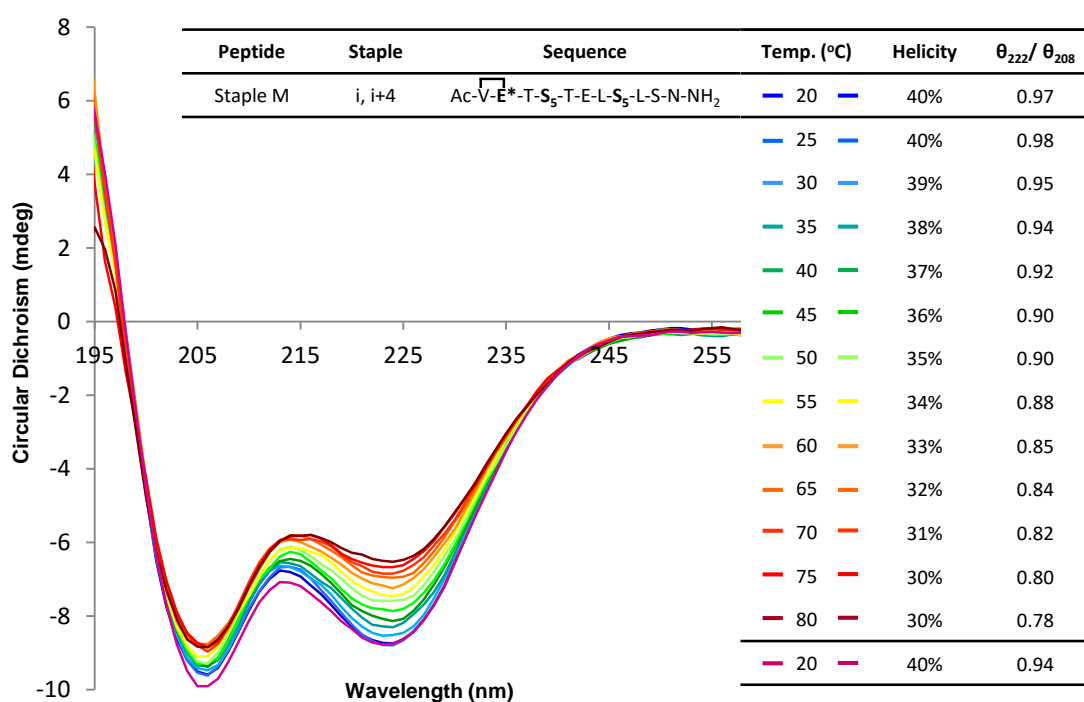 Peptide Staple Sequence Temp. (°C) Helicity θ₂₂₂/ θ₂₀₈
Staple M i, i+4 Ac-V-E*-T-S₅-T-E-L-S₅-L-S-N-NH₂ 20 40% 0.97
25 40% 0.98
30 39% 0.95
35 38% 0.94
40 37% 0.92
45 36% 0.90
50 35% 0.90
55 34% 0.88
60 33% 0.85
65 32% 0.84
70 31% 0.82
75 30% 0.80
80 30% 0.78
20 40% 0.94
Circular Dichroism (mdeg)
8
6
4
2
0
-2
-4
-6
-8
-10
195 205 215 225 235 245 255
Wavelength (nm)